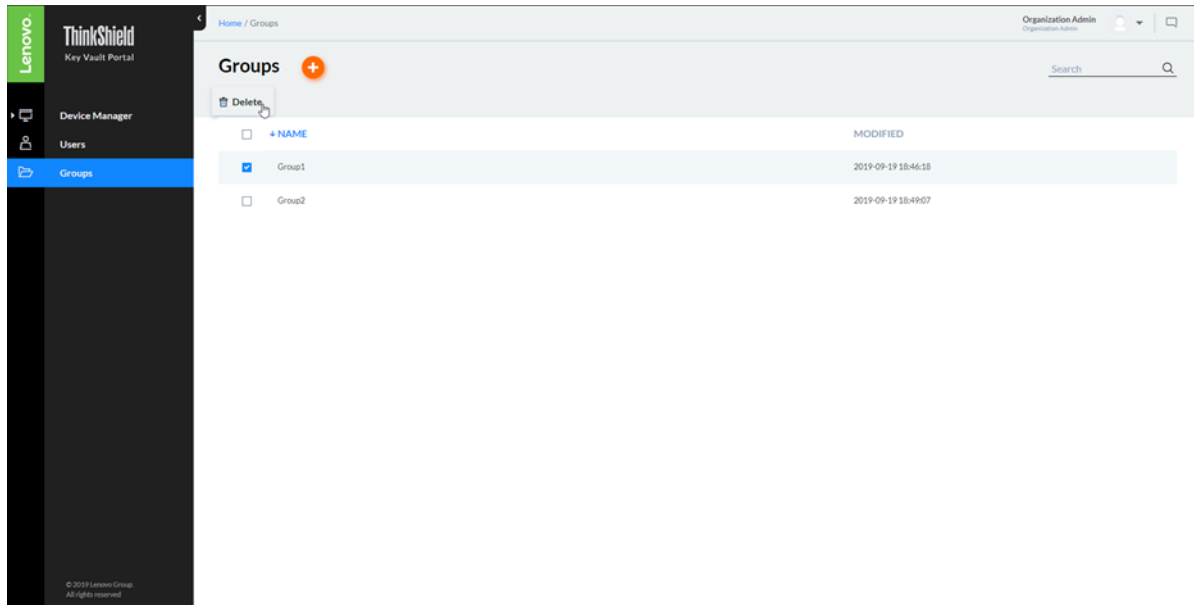 Lenovo.
ThinkShield
Key Vault Portal
Device Manager
Users
Groups
© 2019 Lenovo Group.
All rights reserved
Home / Groups
Organization Admin
Organization Admin
Groups
Search
Delete
NAME
MODIFIED
Group1
2019-09-19 18:46:18
Group2
2019-09-19 18:49:07